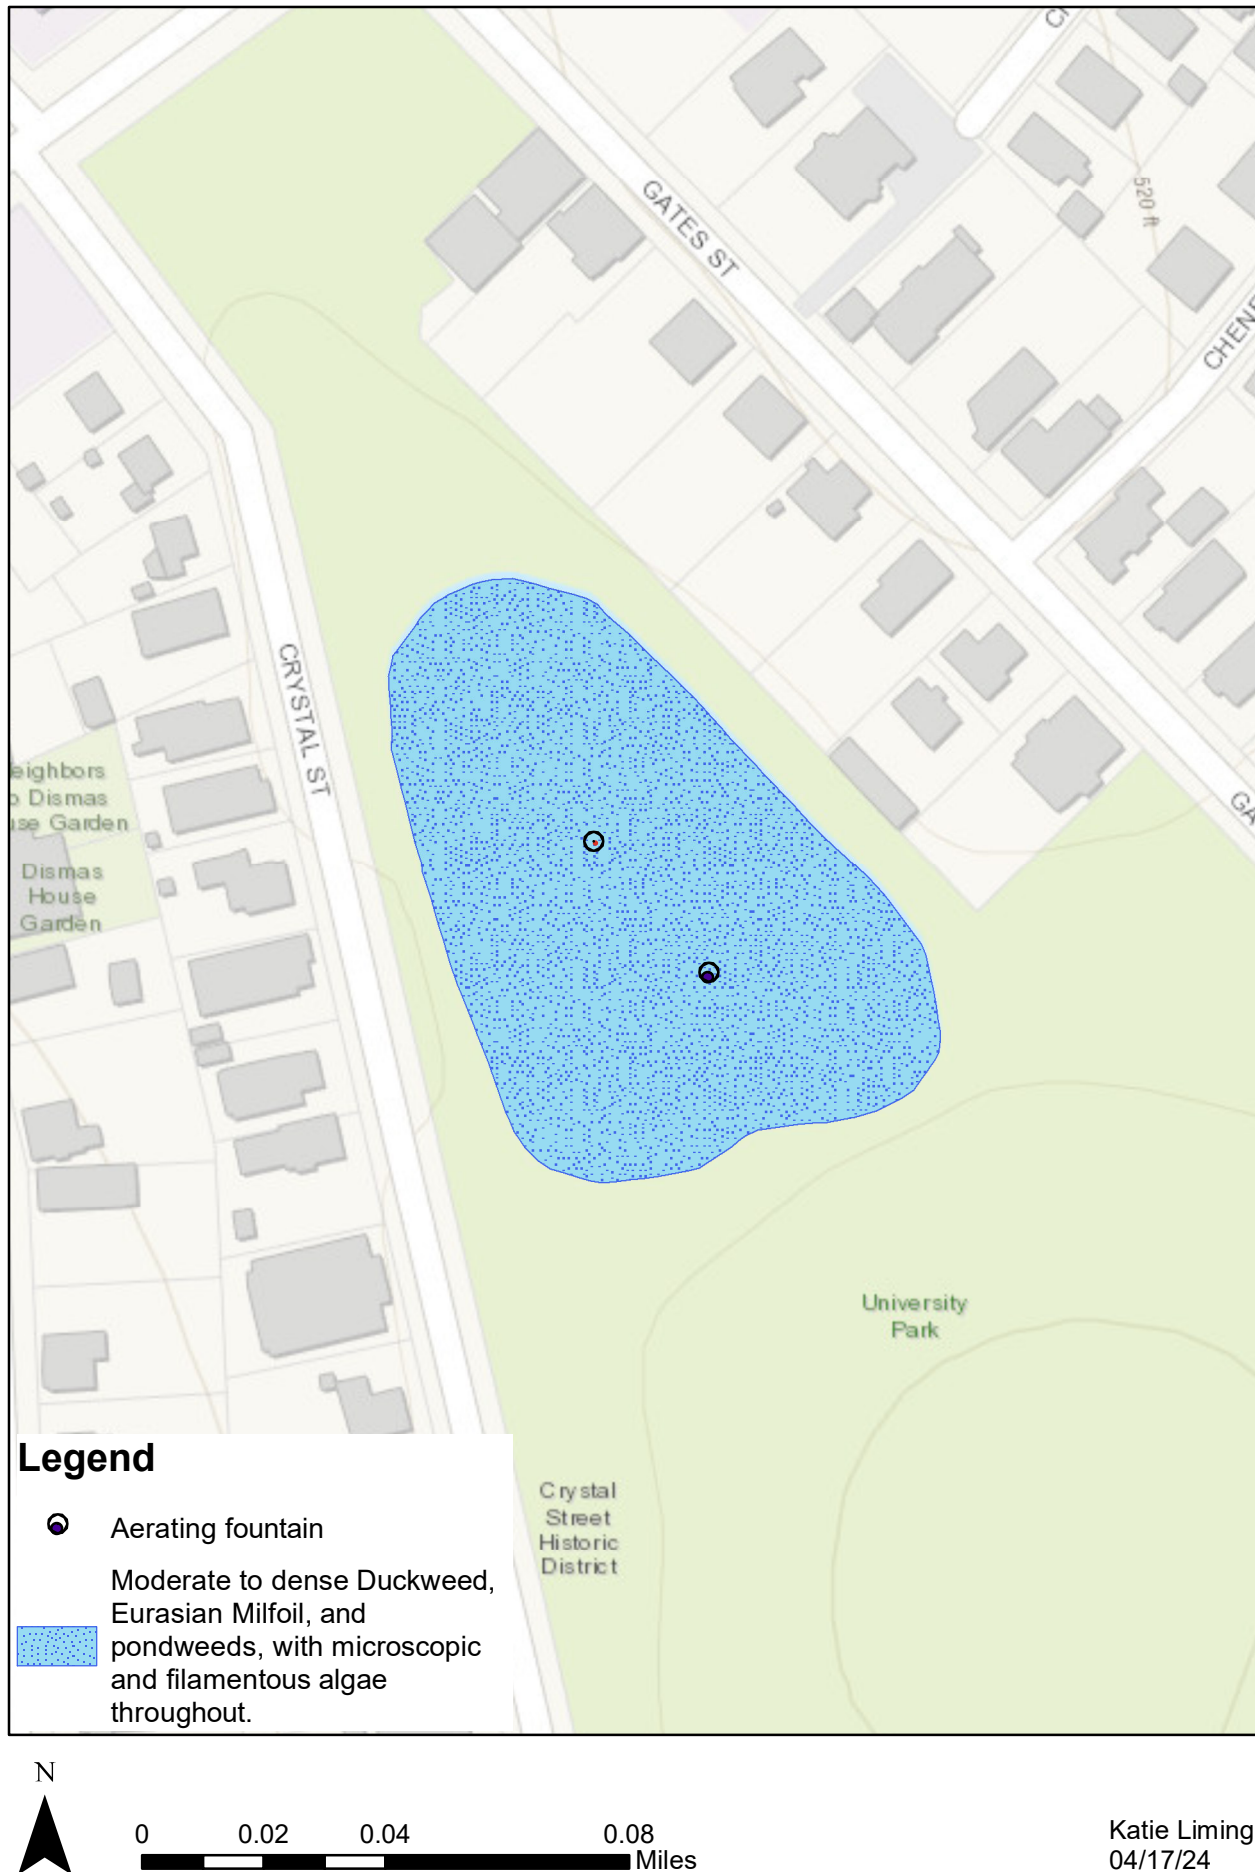 GATES ST
520 ft
CRYSTAL ST
Dismas
Garden
Dismas
House
Garden
University
Park
Crystal
Street
Historic
District
Legend
Aerating fountain
Moderate to dense Duckweed,
Eurasian Milfoil, and
pondweeds, with microscopic
and filamentous algae
throughout.
N
0 0.02 0.04 0.08
Miles
Katie Liming
04/17/24